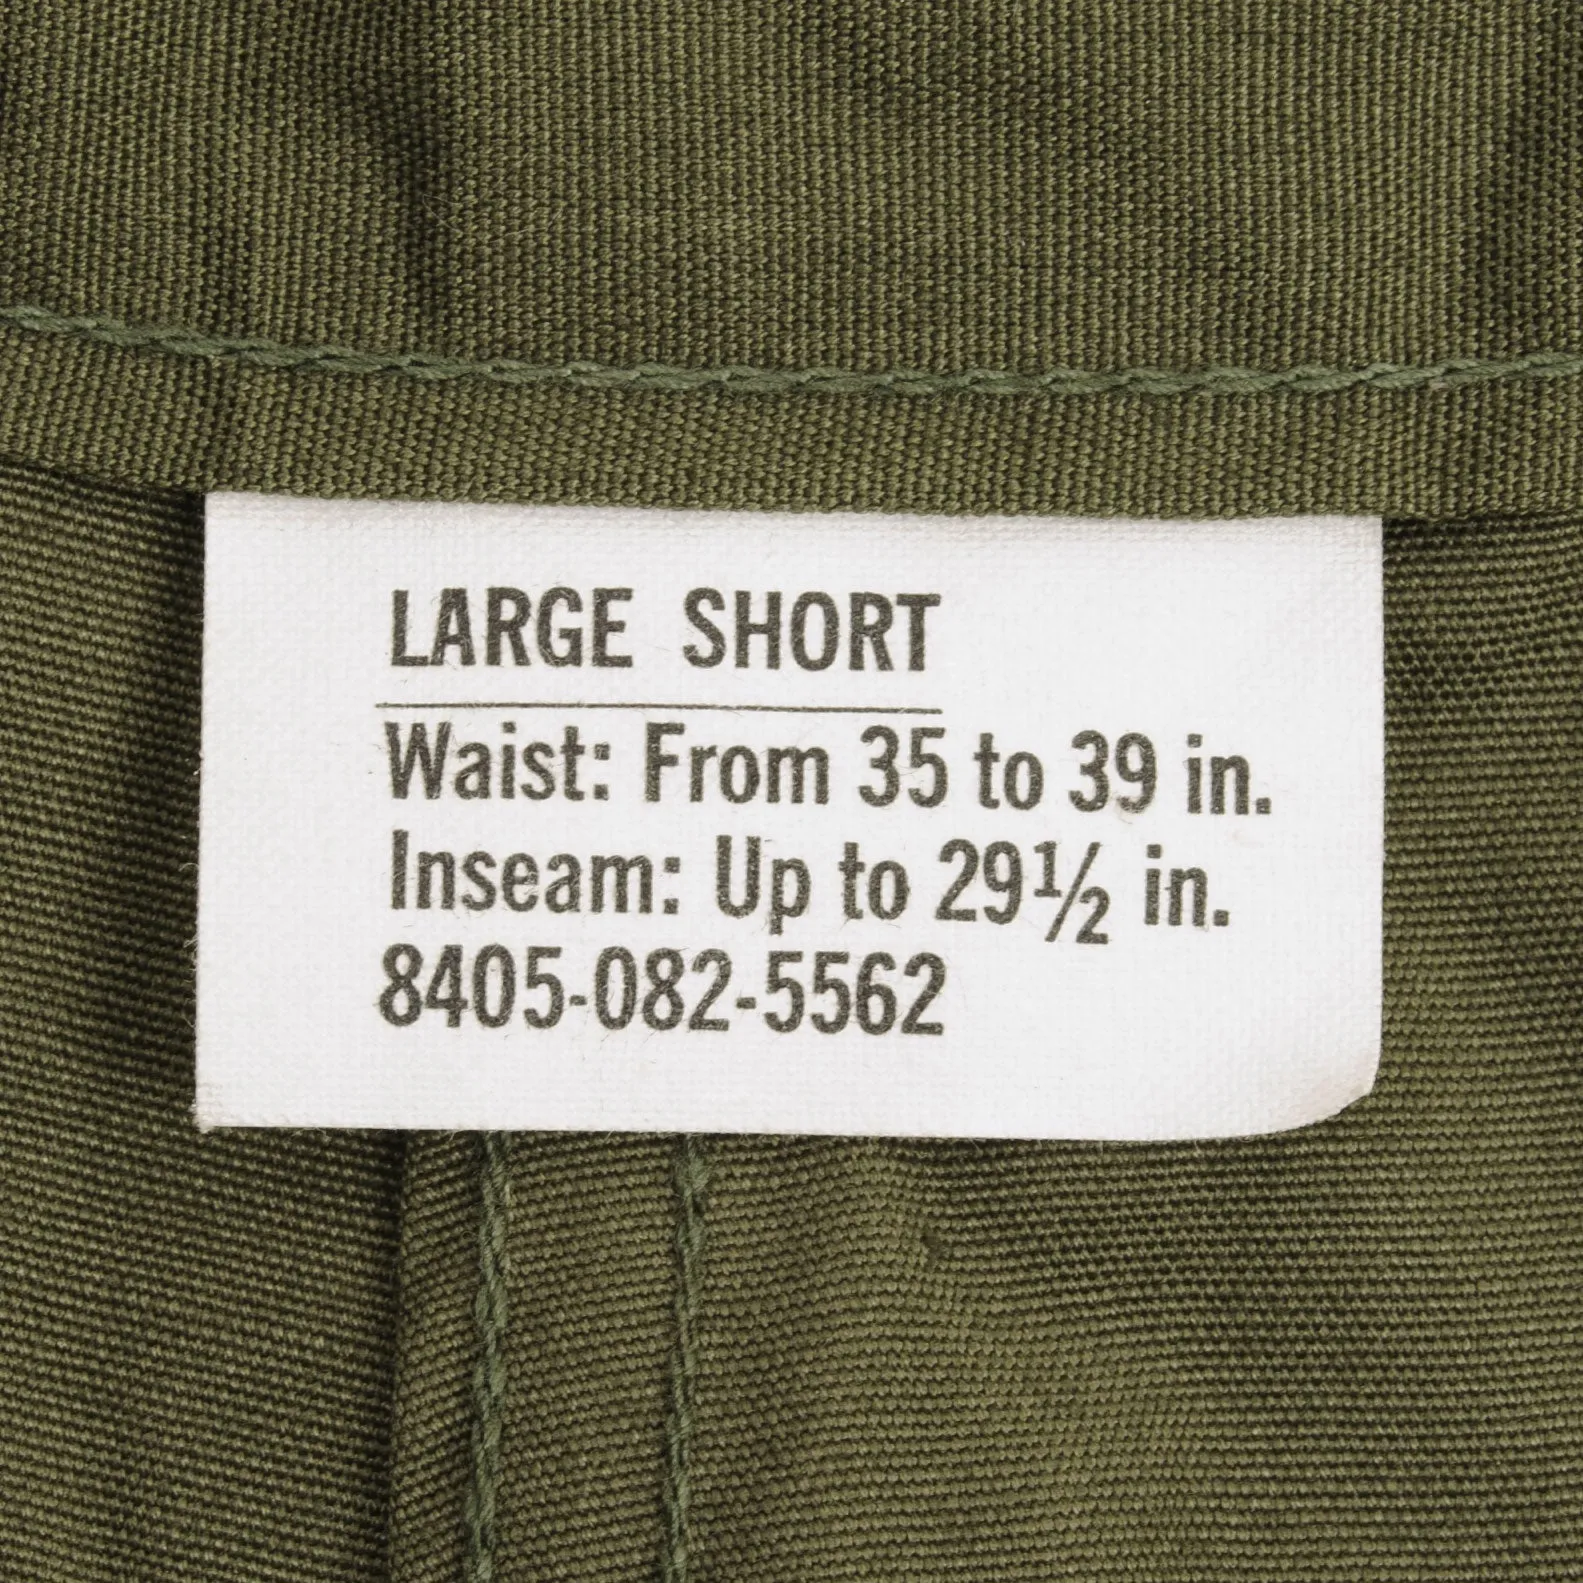 LARGE SHORT
Waist: From 35 to 39 in.
Inseam: Up to 29½ in.
8405-082-5562